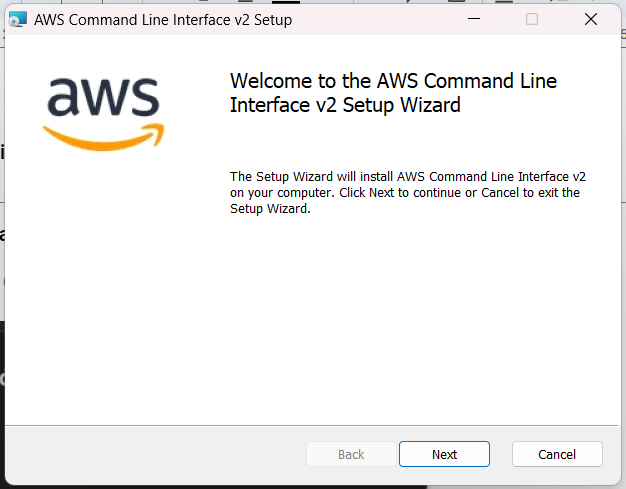 AWS Command Line Interface v2 Setup
aws
Welcome to the AWS Command Line
Interface v2 Setup Wizard
The Setup Wizard will install AWS Command Line Interface v2
on your computer. Click Next to continue or Cancel to exit the
Setup Wizard.
Back
Next
Cancel